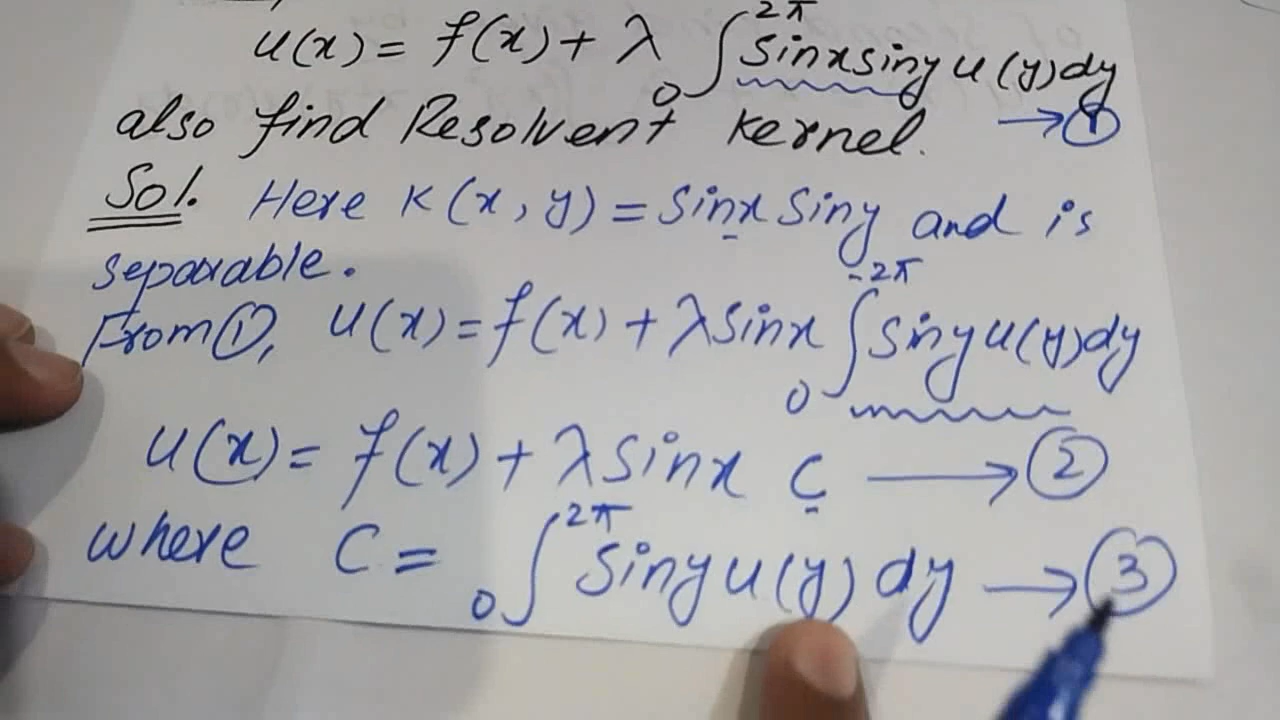 u(x) = f(x) + λ ₀∫^2π sinx siny u(y)dy
also find Resolvent Kernel. → ①
Sol. Here K(x, y) = Sinx Siny and is
separable.
From ①, u(x) = f(x) + λ sinx ₀∫^2π Siny u(y)dy
u(x) = f(x) + λ sinx C → ②
where C = ₀∫^2π Siny u(y) dy → ③